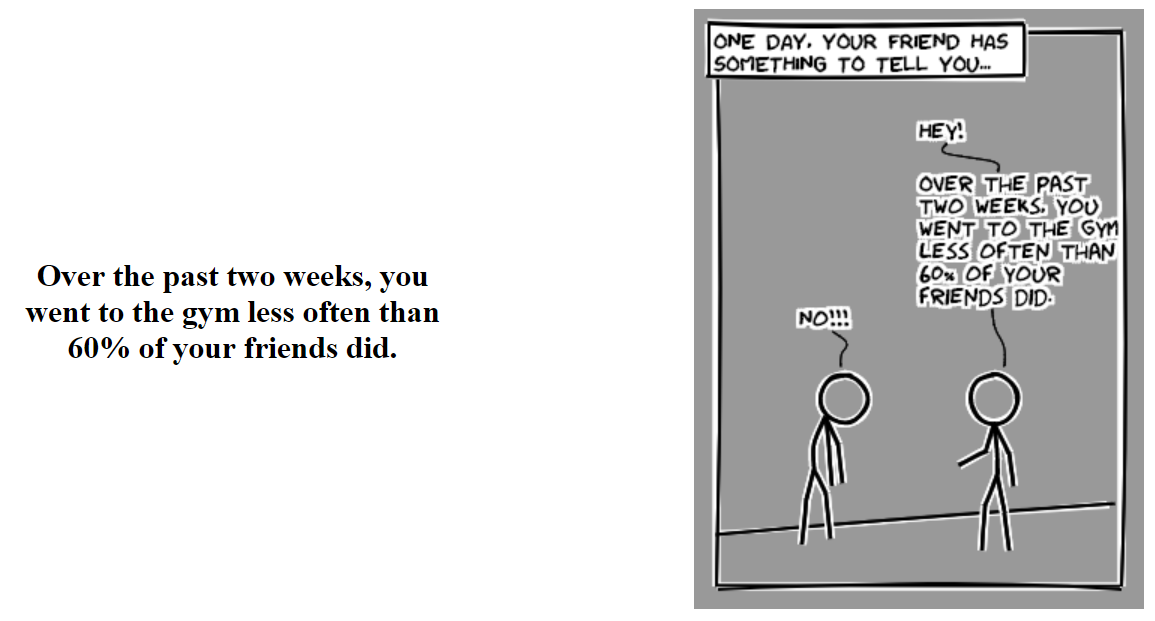 Over the past two weeks, you
went to the gym less often than
60% of your friends did.
ONE DAY, YOUR FRIEND HAS
SOMETHING TO TELL YOU...
HEY!
OVER THE PAST
TWO WEEKS, YOU
WENT TO THE GYM
LESS OFTEN THAN
60% OF YOUR
FRIENDS DID.
NO!!!